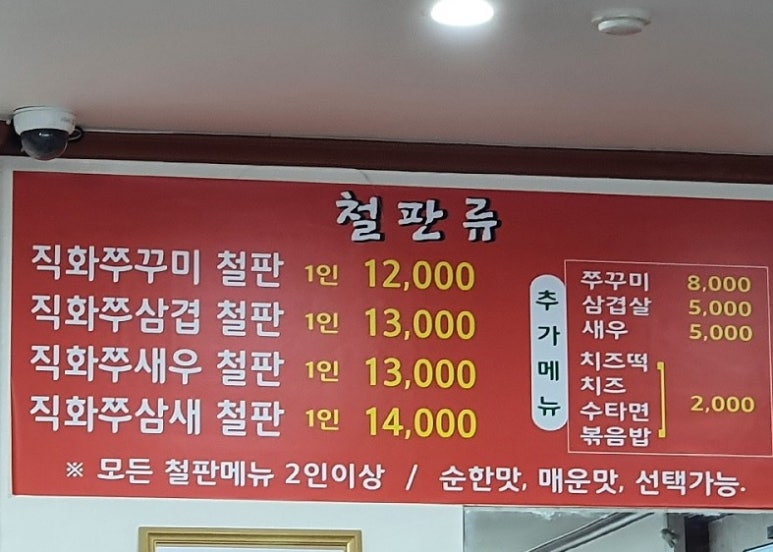 철판류
직화쭈꾸미 철판 1인 12,000
직화쭈삼겹 철판 1인 13,000
직화쭈새우 철판 1인 13,000
직화쭈삼새 철판 1인 14,000
추가메뉴
쭈꾸미 8,000
삼겹살 5,000
새우 5,000
치즈떡
치즈
수타면
볶음밥
2,000
※ 모든 철판메뉴 2인이상 / 순한맛, 매운맛, 선택가능.